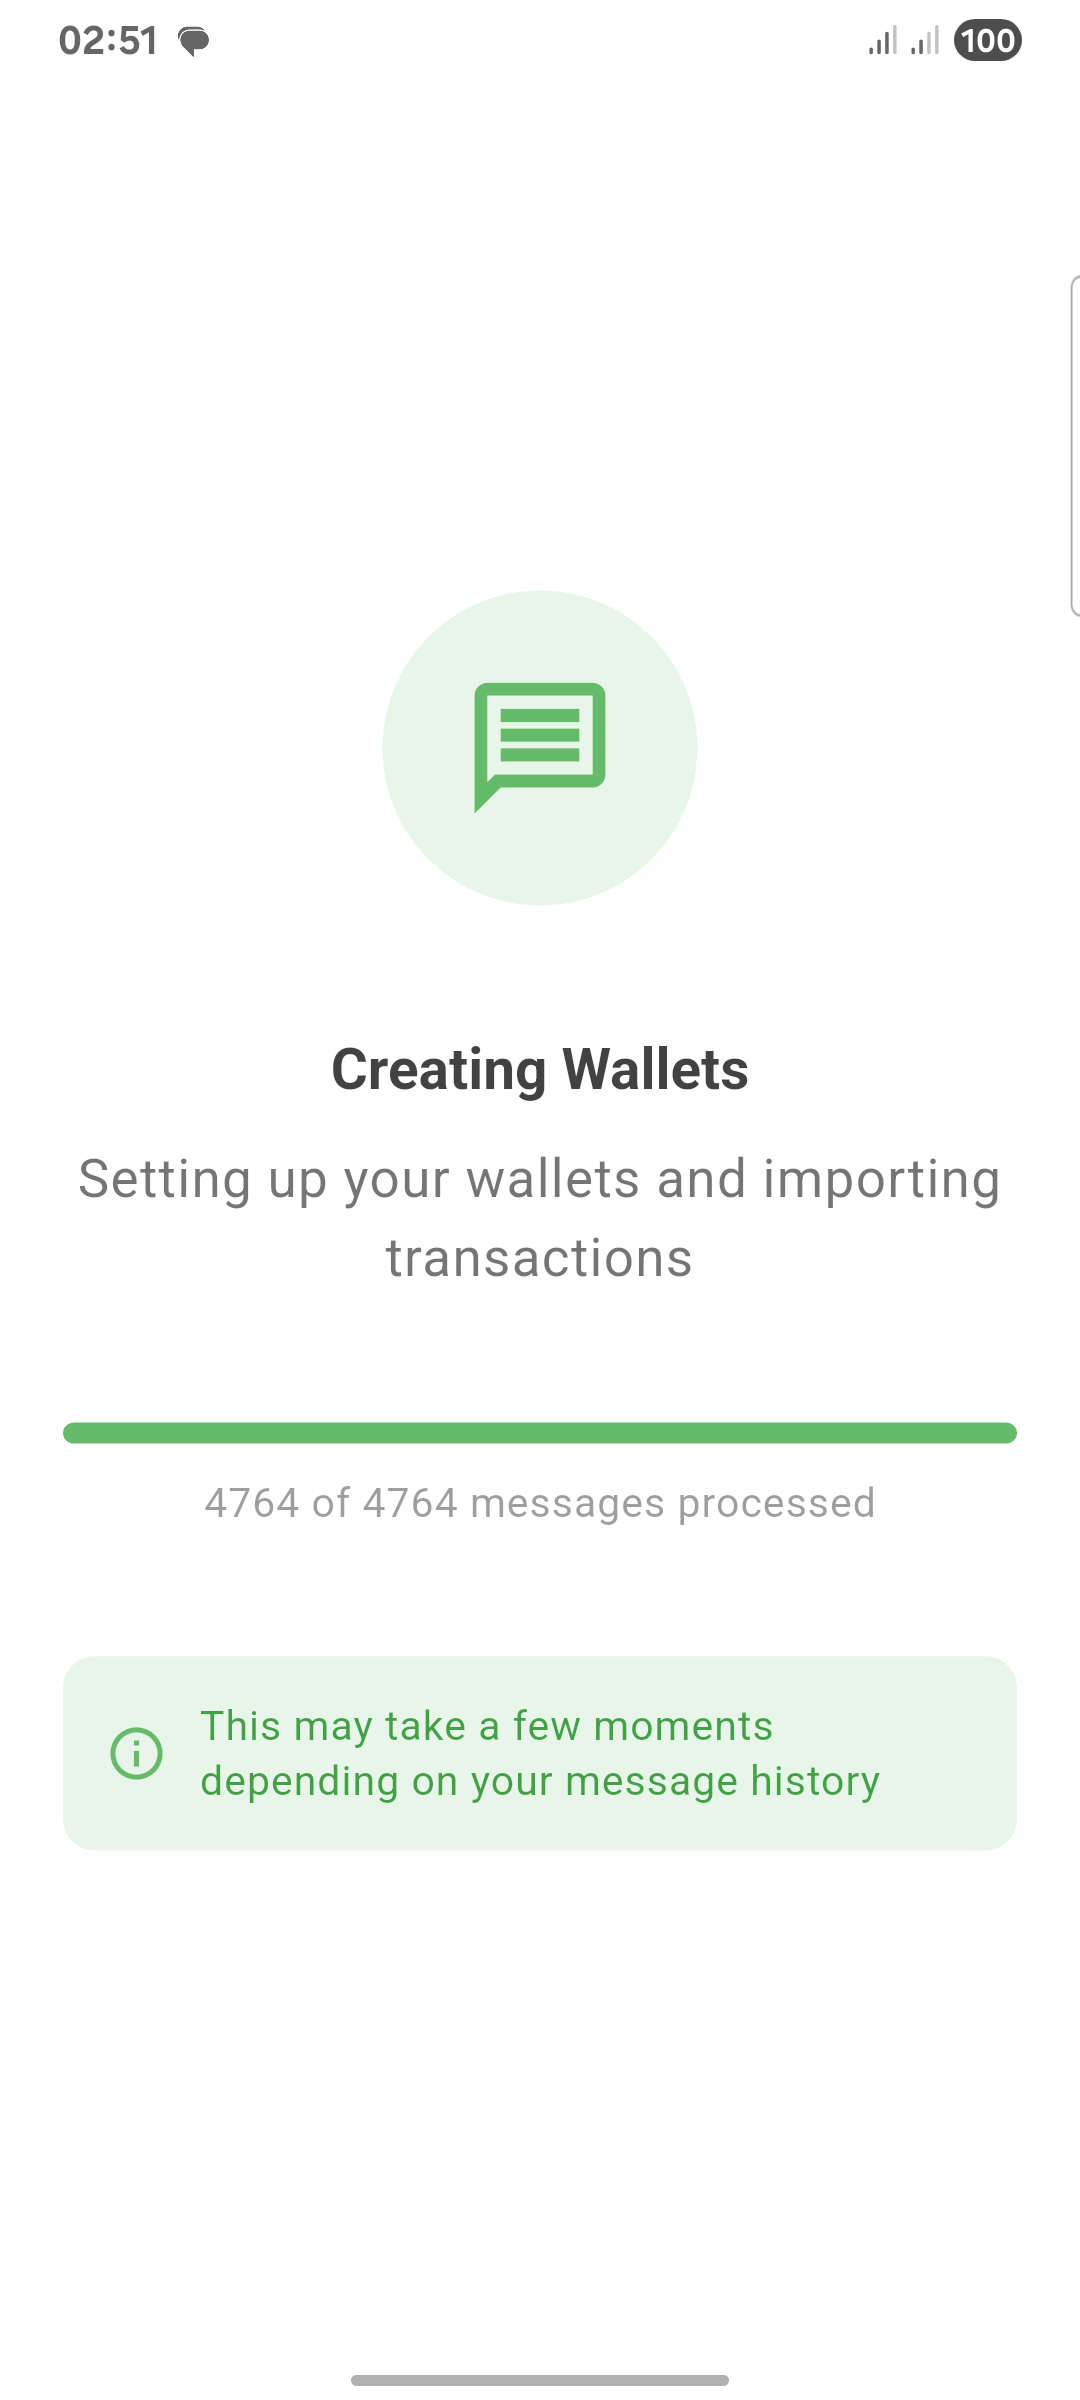 02:51
100
Creating Wallets
Setting up your wallets and importing
transactions
4764 of 4764 messages processed
This may take a few moments
depending on your message history